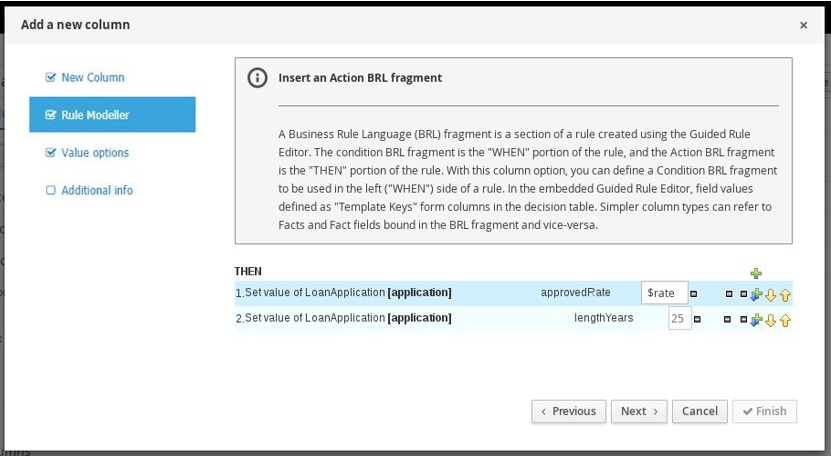 Add a new column
×
New Column
Rule Modeller
Value options
Additional info
Insert an Action BRL fragment
A Business Rule Language (BRL) fragment is a section of a rule created using the Guided Rule
Editor. The condition BRL fragment is the "WHEN" portion of the rule, and the Action BRL fragment
is the "THEN" portion of the rule. With this column option, you can define a Condition BRL fragment
to be used in the left ("WHEN") side of a rule. In the embedded Guided Rule Editor, field values
defined as "Template Keys" form columns in the decision table. Simpler column types can refer to
Facts and Fact fields bound in the BRL fragment and vice-versa.
THEN
1.Set value of LoanApplication [application] approvedRate $rate
2.Set value of LoanApplication [application] lengthYears 25
< Previous Next > Cancel Finish